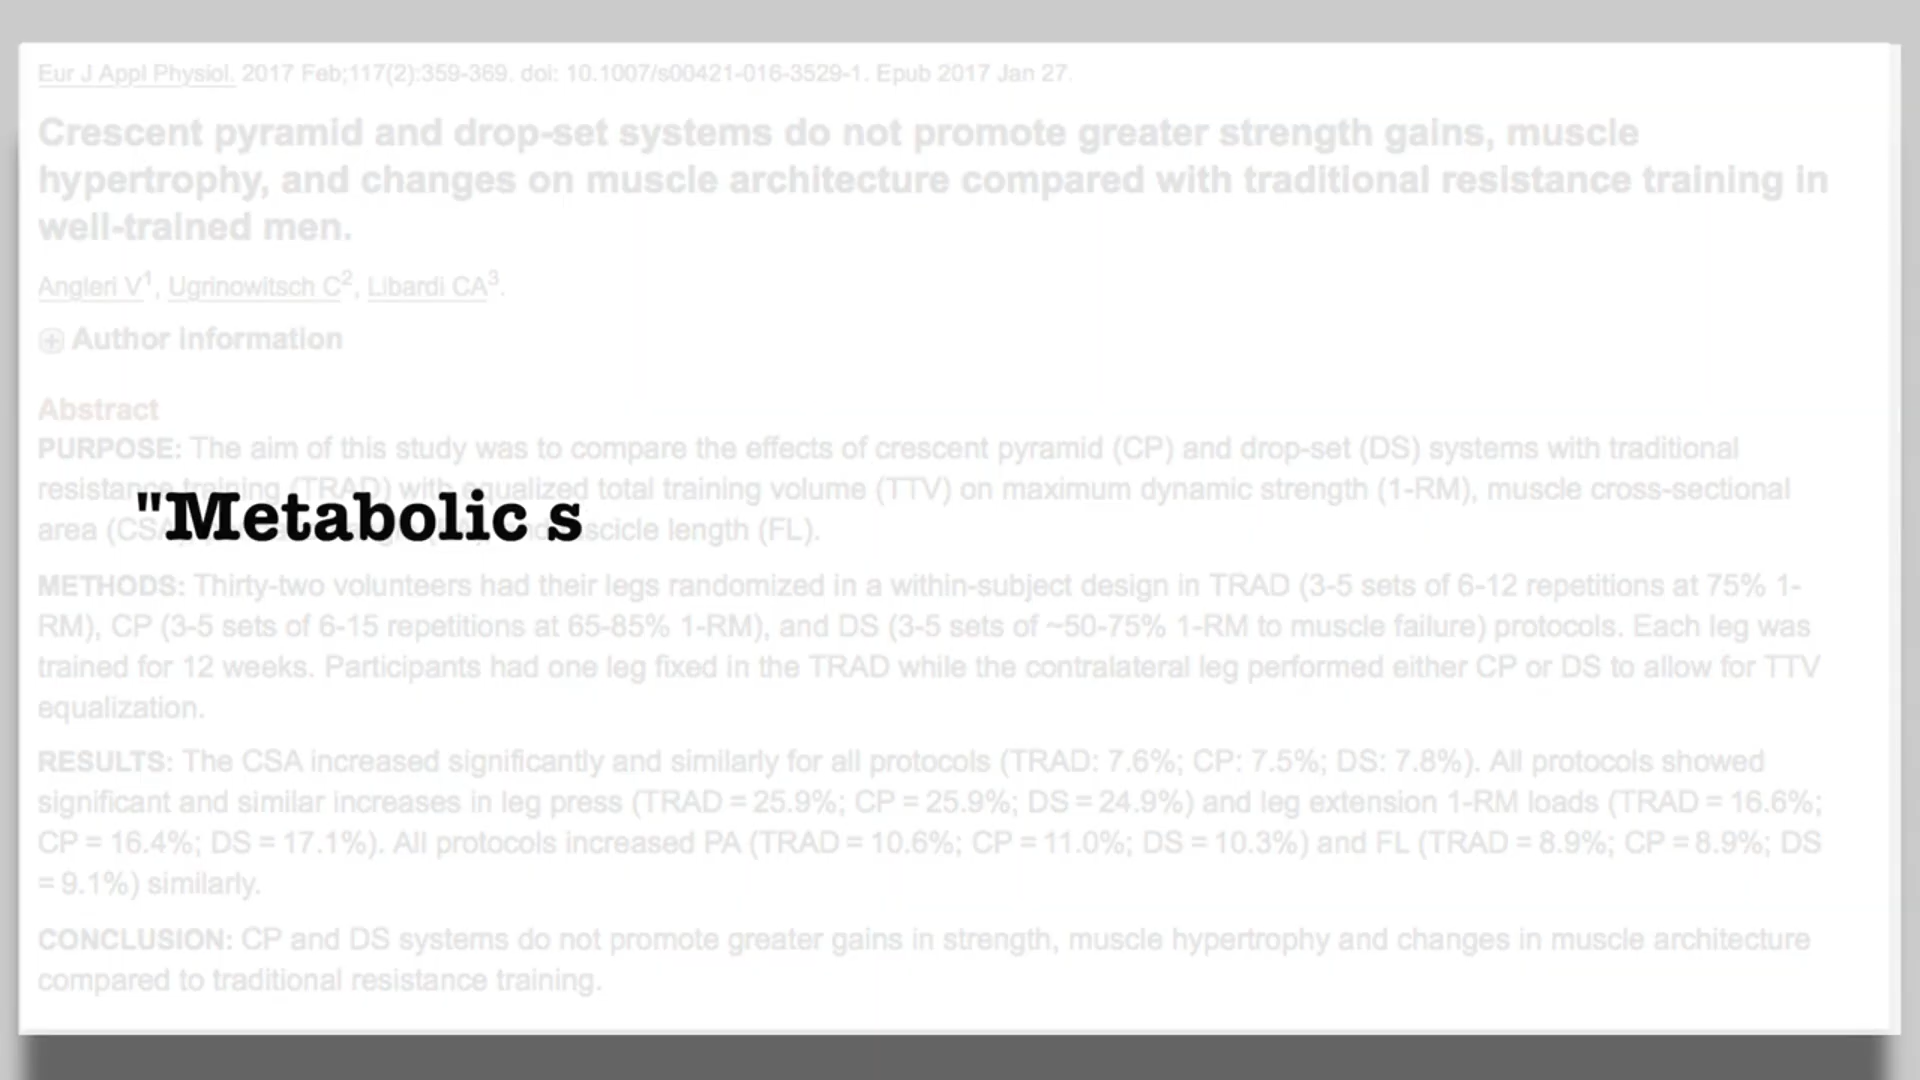 Eur J Appl Physiol. 2017 Feb;117(2):359-369. doi: 10.1007/s00421-016-3529-1. Epub 2017 Jan 27.
Crescent pyramid and drop-set systems do not promote greater strength gains, muscle
hypertrophy, and changes on muscle architecture compared with traditional resistance training in
well-trained men.
Angleri V1, Ugrinowitsch C2, Libardi CA3.
Author information
Abstract
PURPOSE: The aim of this study was to compare the effects of crescent pyramid (CP) and drop-set (DS) systems with traditional
resistance training (TRAD) with equalized total training volume (TTV) on maximum dynamic strength (1-RM), muscle cross-sectional
"Metabolic s
area (CSA) fascicle length (FL).
METHODS: Thirty-two volunteers had their legs randomized in a within-subject design in TRAD (3-5 sets of 6-12 repetitions at 75% 1-
RM), CP (3-5 sets of 6-15 repetitions at 65-85% 1-RM), and DS (3-5 sets of ~50-75% 1-RM to muscle failure) protocols. Each leg was
trained for 12 weeks. Participants had one leg fixed in the TRAD while the contralateral leg performed either CP or DS to allow for TTV
equalization.
RESULTS: The CSA increased significantly and similarly for all protocols (TRAD: 7.6%; CP: 7.5%; DS: 7.8%). All protocols showed
significant and similar increases in leg press (TRAD = 25.9%; CP = 25.9%; DS = 24.9%) and leg extension 1-RM loads (TRAD = 16.6%;
CP = 16.4%; DS = 17.1%). All protocols increased PA (TRAD = 10.6%; CP = 11.0%; DS = 10.3%) and FL (TRAD = 8.9%; CP = 8.9%; DS
= 9.1%) similarly.
CONCLUSION: CP and DS systems do not promote greater gains in strength, muscle hypertrophy and changes in muscle architecture
compared to traditional resistance training.